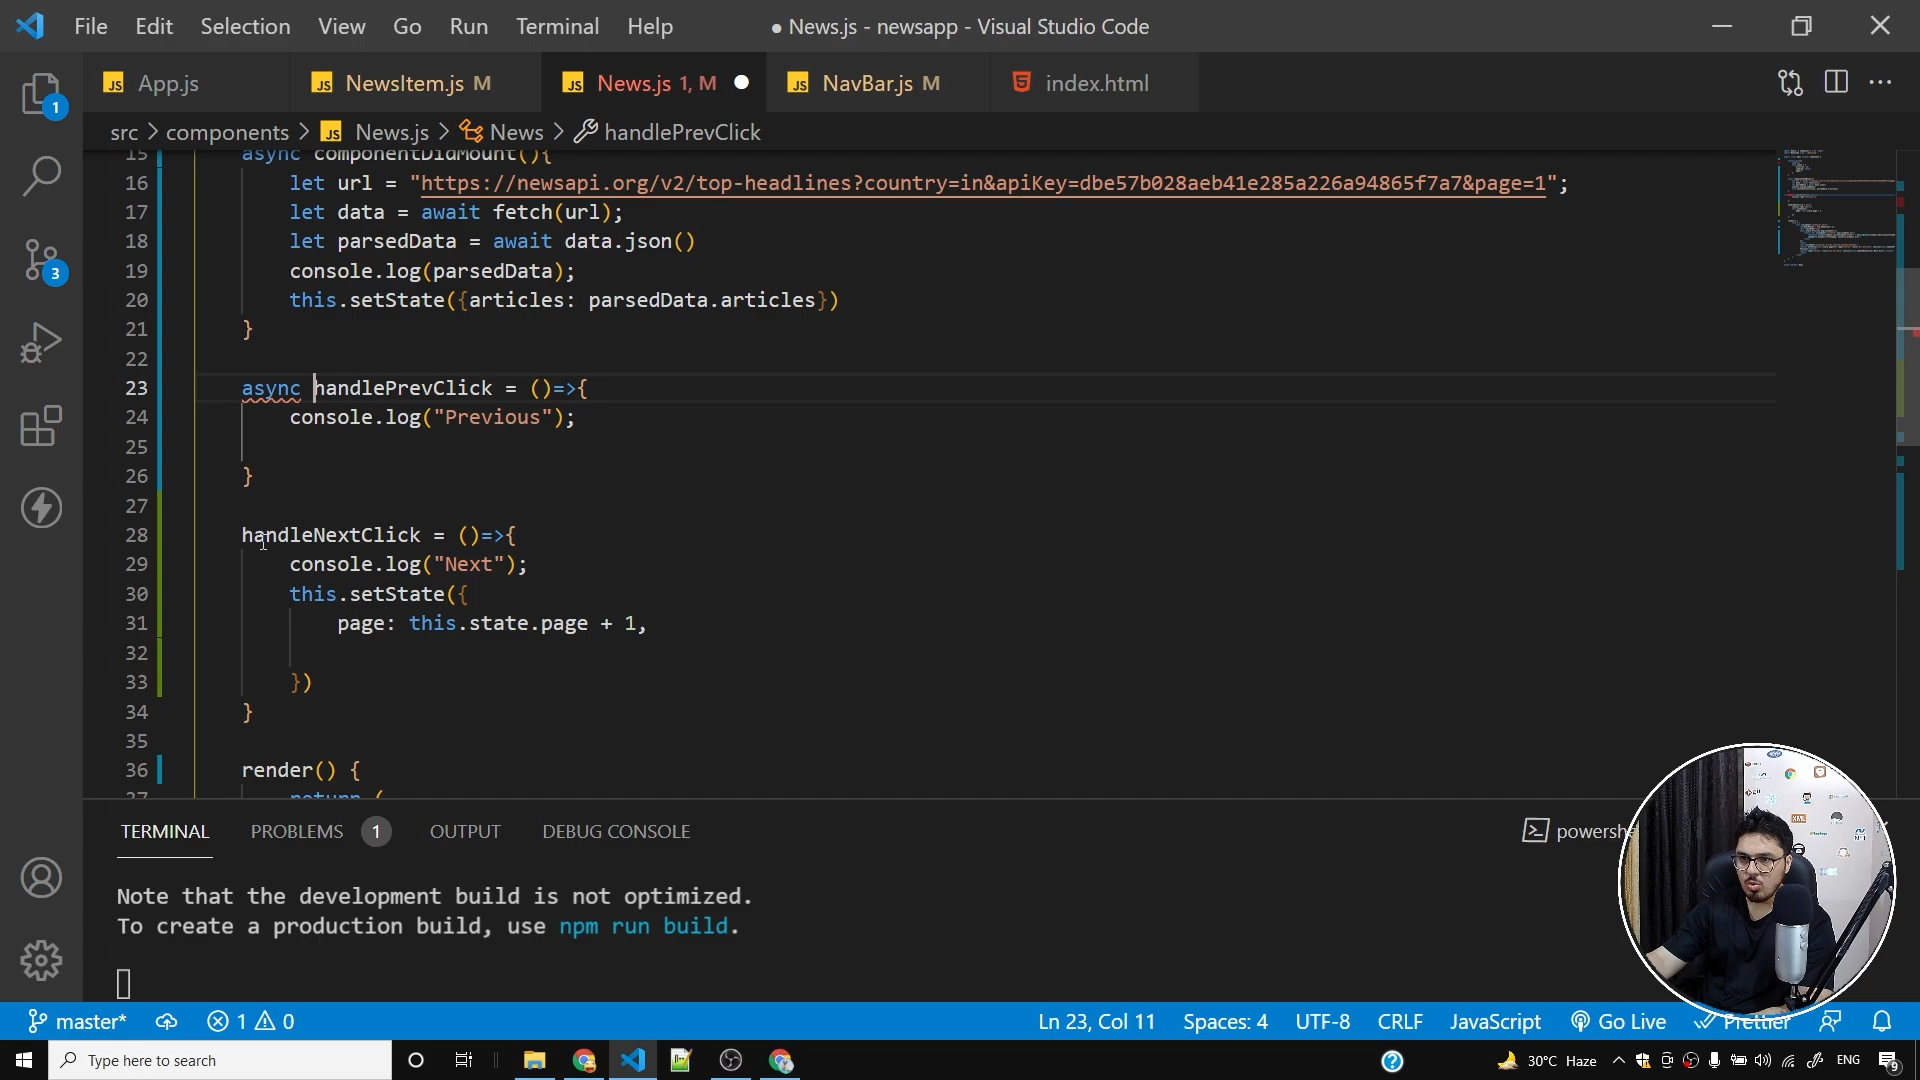 File Edit Selection View Go Run Terminal Help ● News.js - newsapp - Visual Studio Code
JS App.js JS NewsItem.js M JS News.js 1, M JS NavBar.js M index.html
src > components > JS News.js > News > handlePrevClick
15 async componentDidMount(){
16 let url = "https://newsapi.org/v2/top-headlines?country=in&apiKey=dbe57b028aeb41e285a226a94865f7a7&page=1";
17 let data = await fetch(url);
18 let parsedData = await data.json()
19 console.log(parsedData);
20 this.setState({articles: parsedData.articles})
21 }
22
23 async handlePrevClick = ()=>{
24 console.log("Previous");
25
26 }
27
28 handleNextClick = ()=>{
29 console.log("Next");
30 this.setState({
31 page: this.state.page + 1,
32
33 })
34 }
35
36 render() {
37 return (
1
3
TERMINAL PROBLEMS 1 OUTPUT DEBUG CONSOLE powershe
Note that the development build is not optimized.
To create a production build, use npm run build.
master* 1 0 Ln 23, Col 11 Spaces: 4 UTF-8 CRLF JavaScript Go Live Prettier
Type here to search 30°C Haze ENG 9